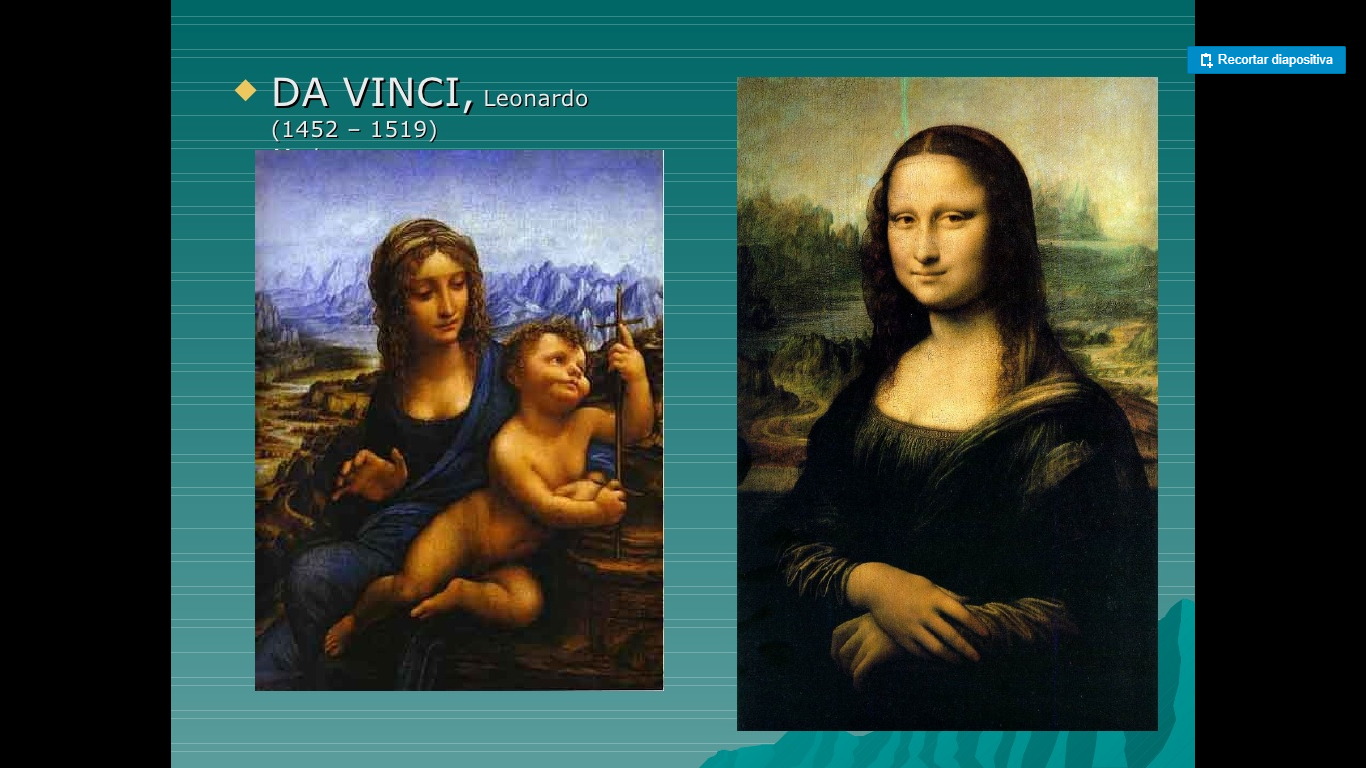 DA VINCI, Leonardo
(1452 – 1519)
Recortar diapositiva